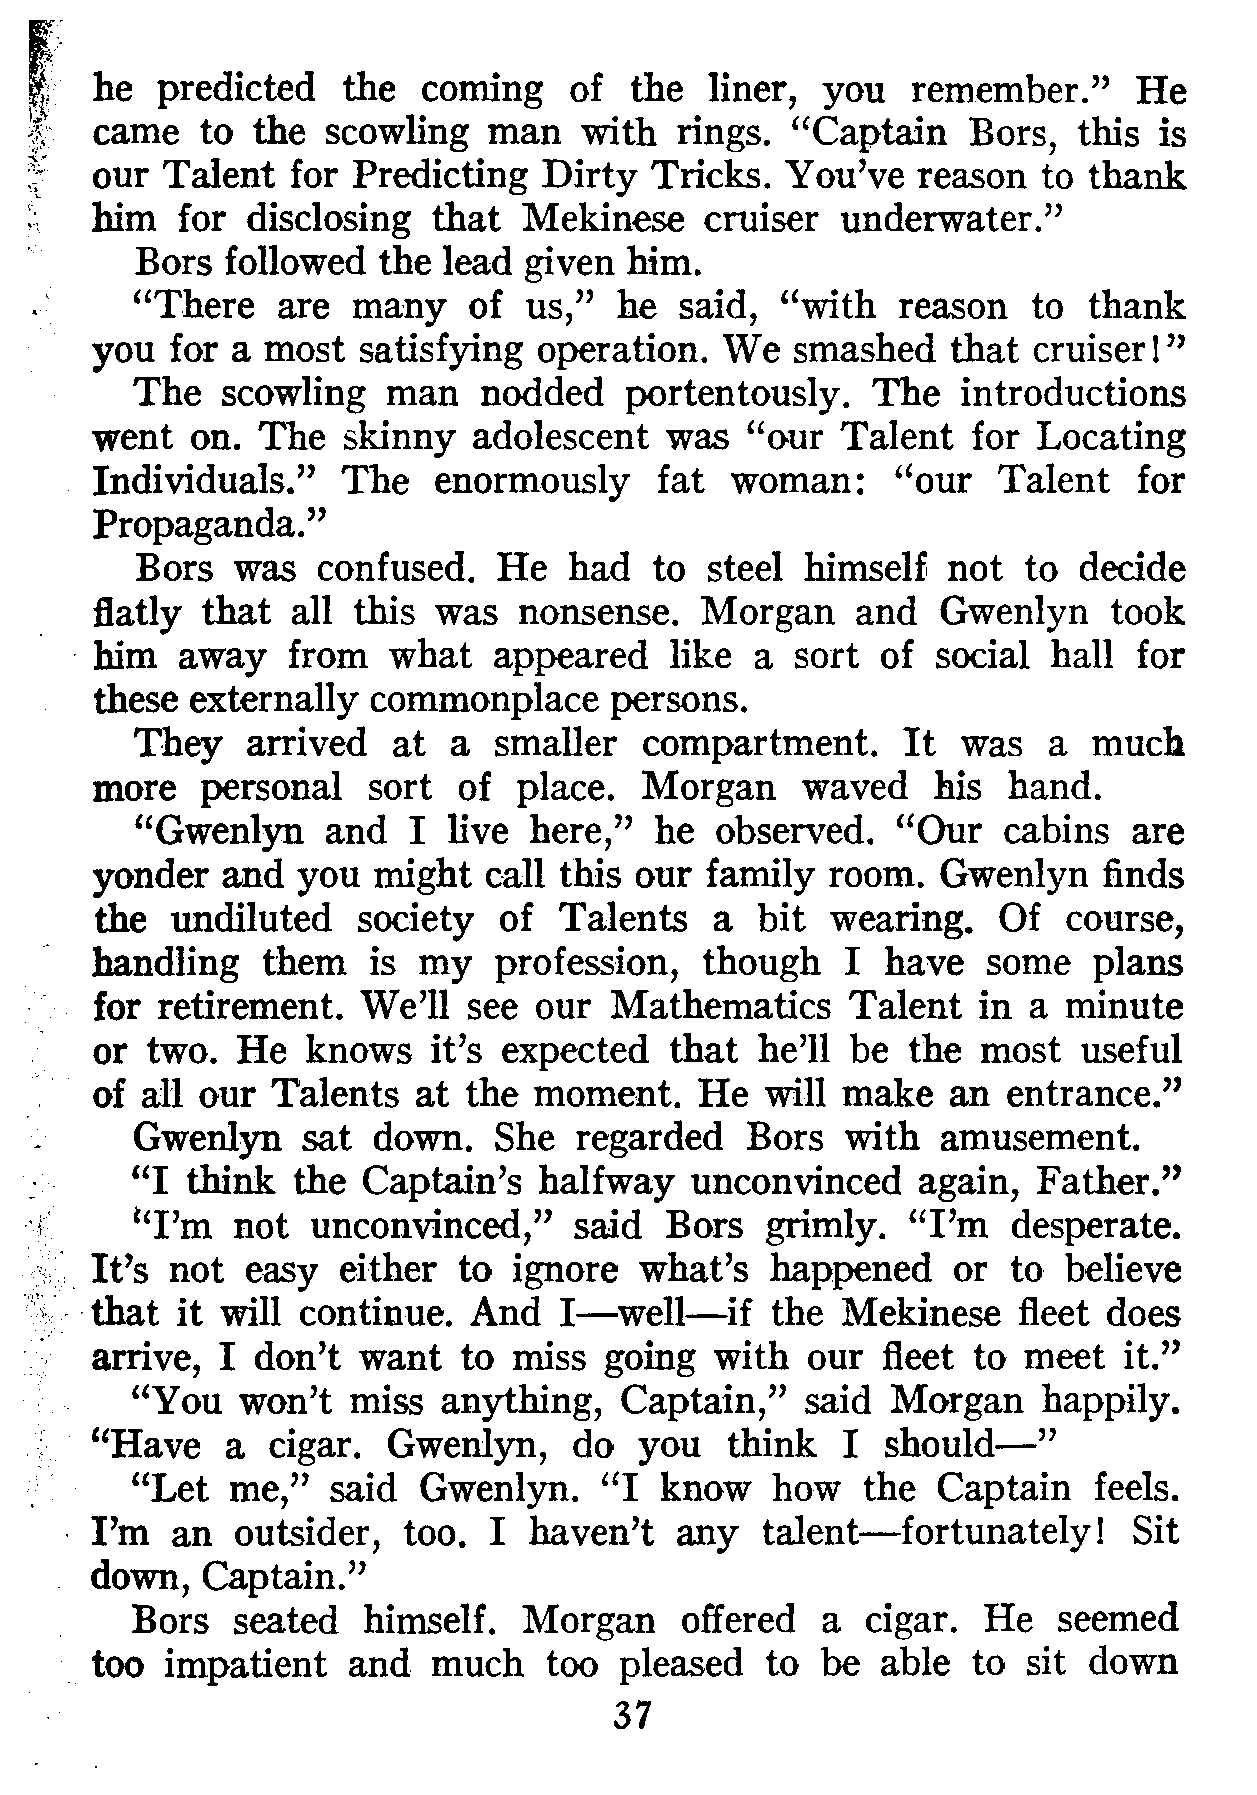 he predicted the coming of the liner, you remember.” He
came to the scowling man with rings. “Captain Bors, this is
our Talent for Predicting Dirty Tricks. You’ve reason to thank
him for disclosing that Mekinese cruiser underwater.”
Bors followed the lead given him.
“There are many of us,” he said, “with reason to thank
you for a most satisfying operation. We smashed that cruiser!”
The scowling man nodded portentously. The introductions
went on. The skinny adolescent was “our Talent for Locating
Individuals.” The enormously fat woman: “our Talent for
Propaganda.”
Bors was confused. He had to steel himself not to decide
flatly that all this was nonsense. Morgan and Gwenlyn took
him away from what appeared like a sort of social hall for
these externally commonplace persons.
They arrived at a smaller compartment. It was a much
more personal sort of place. Morgan waved his hand.
“Gwenlyn and I live here,” he observed. “Our cabins are
yonder and you might call this our family room. Gwenlyn finds
the undiluted society of Talents a bit wearing. Of course,
handling them is my profession, though I have some plans
for retirement. We’ll see our Mathematics Talent in a minute
or two. He knows it’s expected that he’ll be the most useful
of all our Talents at the moment. He will make an entrance.”
Gwenlyn sat down. She regarded Bors with amusement.
“I think the Captain’s halfway unconvinced again, Father.”
“I’m not unconvinced,” said Bors grimly. “I’m desperate.
It’s not easy either to ignore what’s happened or to believe
that it will continue. And I—well—if the Mekinese fleet does
arrive, I don’t want to miss going with our fleet to meet it.”
“You won’t miss anything, Captain,” said Morgan happily.
“Have a cigar. Gwenlyn, do you think I should—”
“Let me,” said Gwenlyn. “I know how the Captain feels.
I’m an outsider, too. I haven’t any talent—fortunately! Sit
down, Captain.”
Bors seated himself. Morgan offered a cigar. He seemed
too impatient and much too pleased to be able to sit down
37